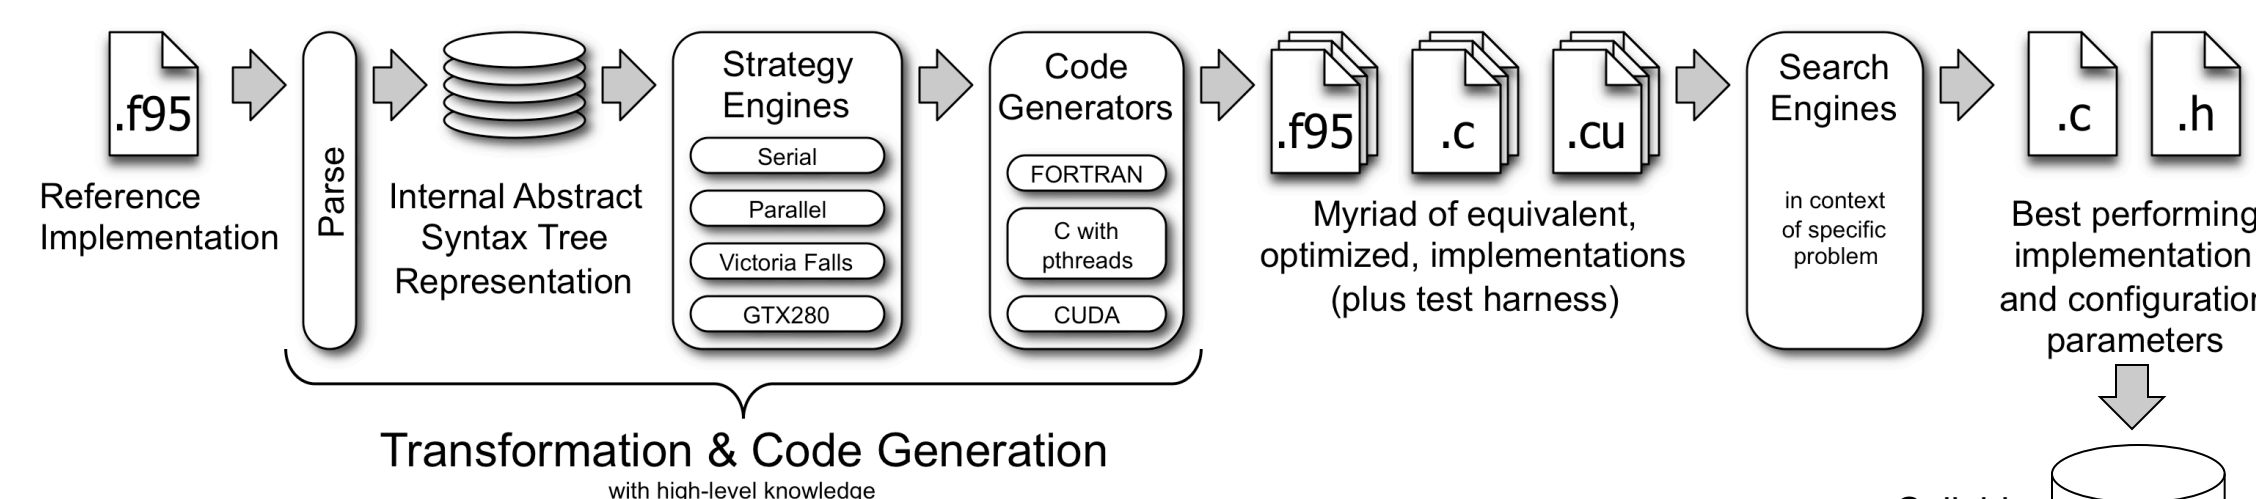 .f95
Reference
Implementation
Parse
Internal Abstract
Syntax Tree
Representation
Strategy
Engines
Serial
Parallel
Victoria Falls
GTX280
Code
Generators
FORTRAN
C with
pthreads
CUDA
.f95
.c
.cu
Myriad of equivalent,
optimized, implementations
(plus test harness)
Search
Engines
in context
of specific
problem
.c
.h
Best performing
implementation
and configuration
parameters
Transformation & Code Generation
with high-level knowledge